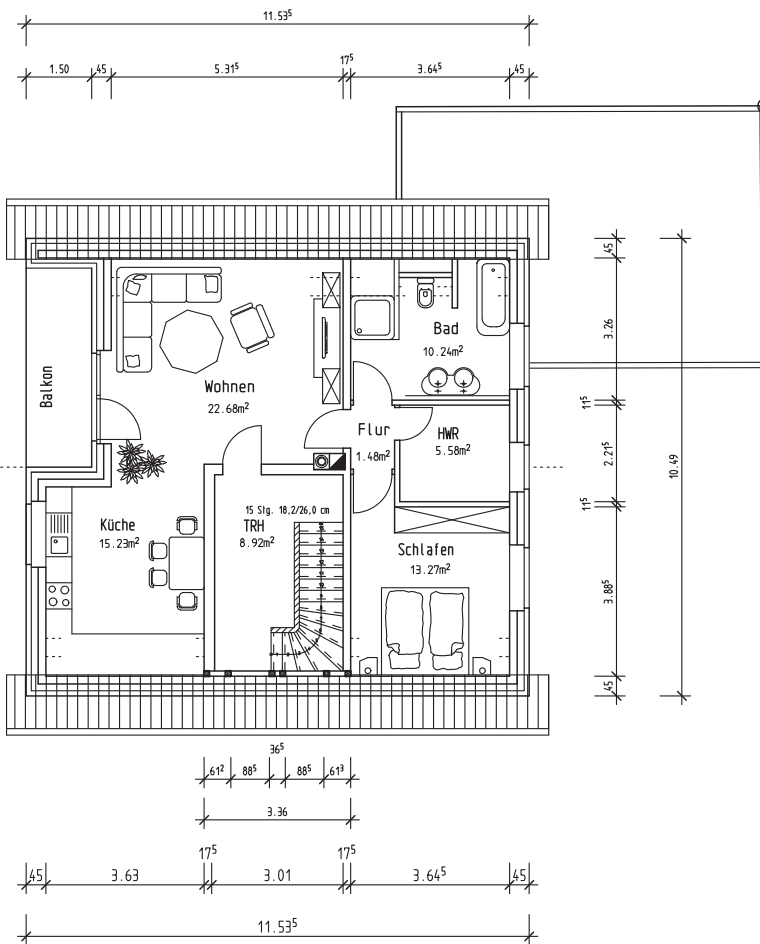 11.53⁵
1.50 45 5.31⁵ 17⁵ 3.64⁵ 45
45
3.26
11⁵
2.21⁵
11⁵
3.88⁵
45
10.49
Balkon
Wohnen
22.68m²
Bad
10.24m²
Flur
1.48m²
HWR
5.58m²
Küche
15.23m²
15 Stg. 18,2/26,0 cm
TRH
8.92m²
Schlafen
13.27m²
36⁵
61² 88⁵ 88⁵ 61³
3.36
45 3.63 17⁵ 3.01 17⁵ 3.64⁵ 45
11.53⁵